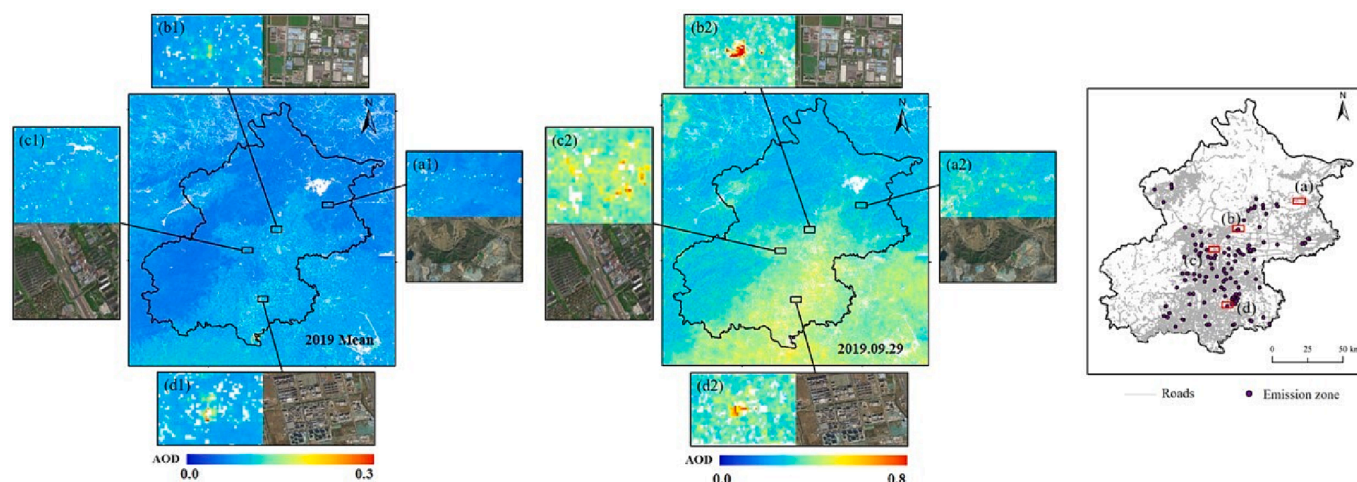 (b1)
(c1)
N
(a1)
2019 Mean
(d1)
AOD
0.0
0.3
(b2)
(c2)
N
(a2)
2019.09.29
(d2)
AOD
0.0
0.8
N
(a)
(b)
(c)
(d)
0 25 50 km
Roads
Emission zone